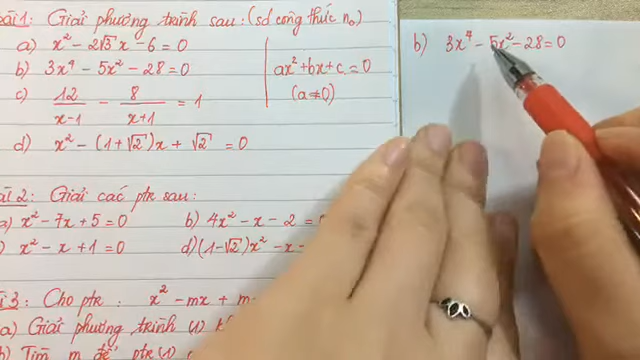 ài 1: Giải phương trình sau: (sd công thức n₀)
a) x² - 2√3 x - 6 = 0
b) 3x⁴ - 5x² - 28 = 0
c) 12/(x-1) - 8/(x+1) = 1
d) x² - (1+√2)x + √2 = 0
ax² + bx + c = 0
(a ≠ 0)
ài 2: Giải các ptr sau:
a) x² - 7x + 5 = 0
b) 4x² - x - 2 = 0
) x² - x + 1 = 0
d) (1-√2)x² - x -
i 3: Cho ptr: x² - mx + m
a) Giải phương trình (1)
b) Tìm m để ptr (1)
b) 3x⁴ - 5x² - 28 = 0